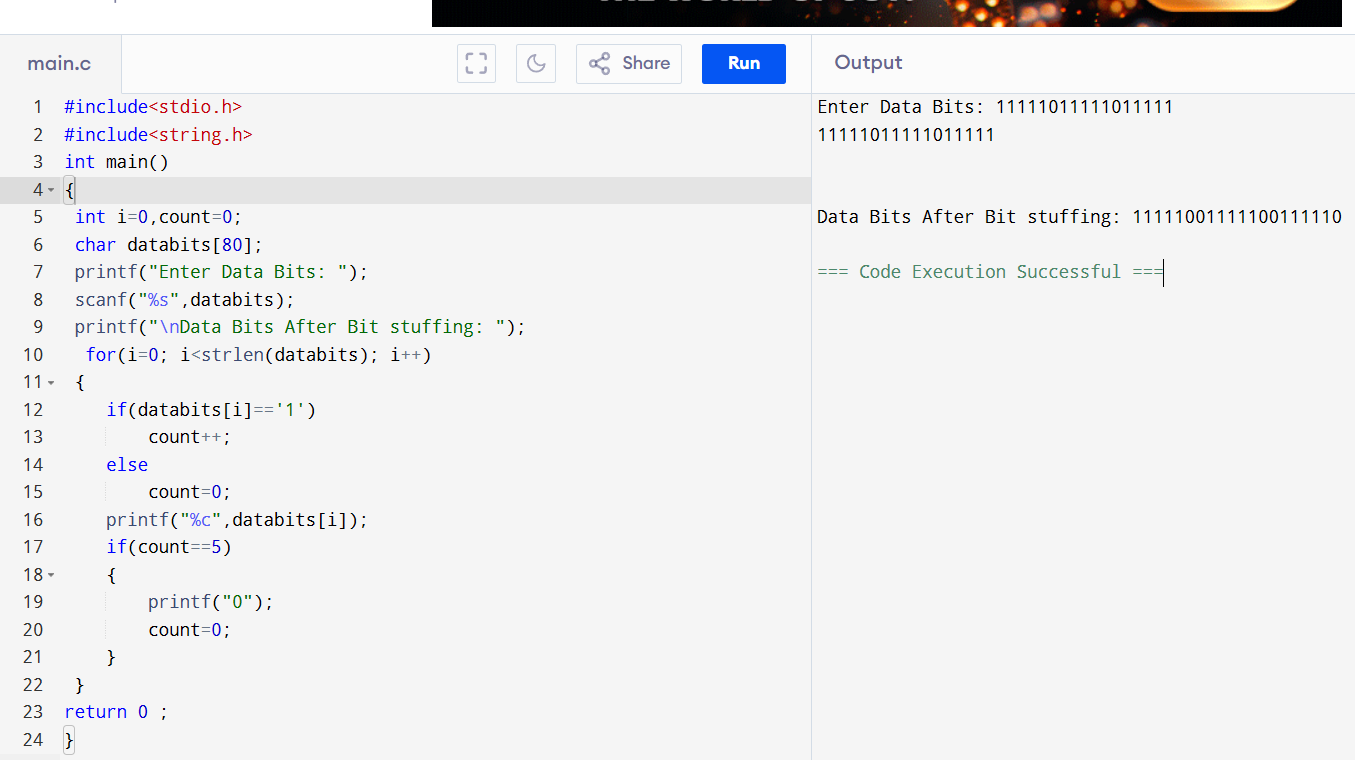 main.c
Share
Run
Output
1 #include<stdio.h>
2 #include<string.h>
3 int main()
4 {
5 int i=0,count=0;
6 char databits[80];
7 printf("Enter Data Bits: ");
8 scanf("%s",databits);
9 printf("\nData Bits After Bit stuffing: ");
10 for(i=0; i<strlen(databits); i++)
11 {
12 if(databits[i]=='1')
13 count++;
14 else
15 count=0;
16 printf("%c",databits[i]);
17 if(count==5)
18 {
19 printf("0");
20 count=0;
21 }
22 }
23 return 0 ;
24 }
Enter Data Bits: 11111011111011111
11111011111011111
Data Bits After Bit stuffing: 11111001111100111110
=== Code Execution Successful ===